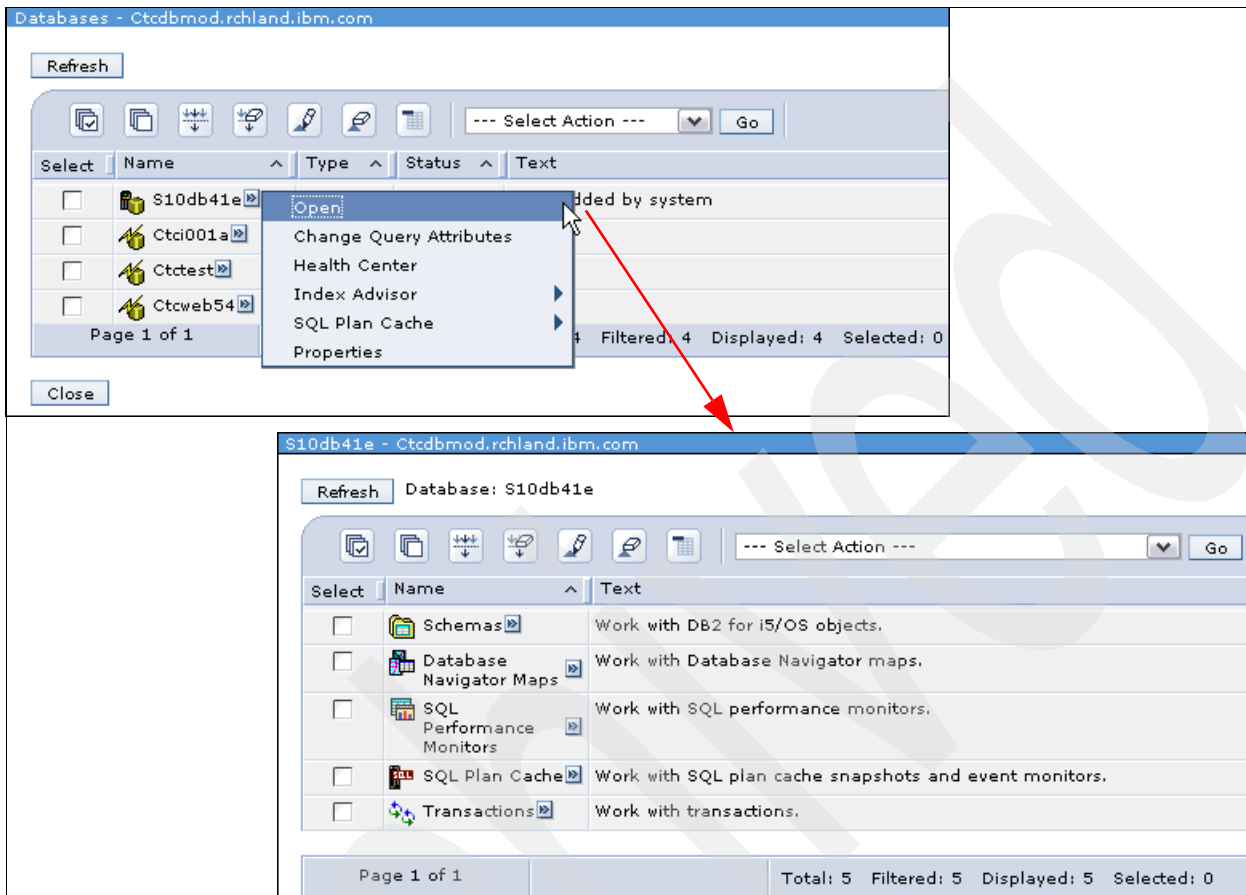 Databases - Ctcdbmod.rchland.ibm.com
Refresh
--- Select Action --- Go
Select Name Type Status Text
S10db41e dded by system
Open
Ctci001a
Change Query Attributes
Ctctest
Health Center
Index Advisor
Ctcweb54
SQL Plan Cache
Properties
Page 1 of 1 4 Filtered: 4 Displayed: 4 Selected: 0
Close
S10db41e - Ctcdbmod.rchland.ibm.com
Refresh Database: S10db41e
--- Select Action --- Go
Select Name Text
Schemas Work with DB2 for i5/OS objects.
Database Work with Database Navigator maps.
Navigator Maps
SQL Work with SQL performance monitors.
Performance
Monitors
SQL Plan Cache Work with SQL plan cache snapshots and event monitors.
Transactions Work with transactions.
Page 1 of 1 Total: 5 Filtered: 5 Displayed: 5 Selected: 0